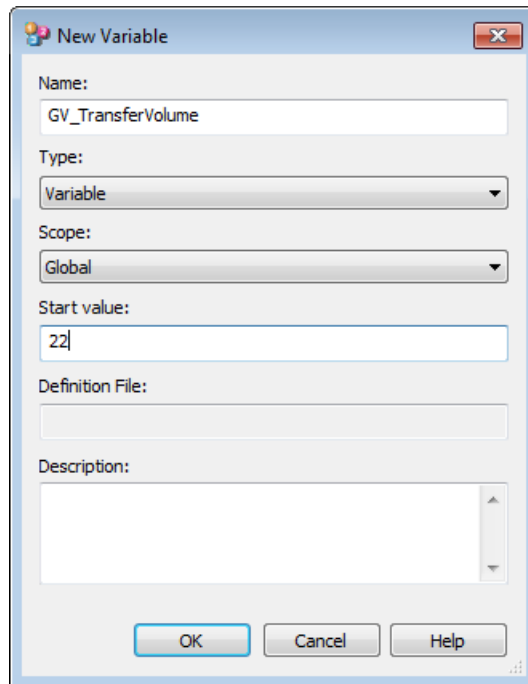 New Variable
Name:
GV_TransferVolume
Type:
Variable
Scope:
Global
Start value:
22
Definition File:
Description:
OK Cancel Help